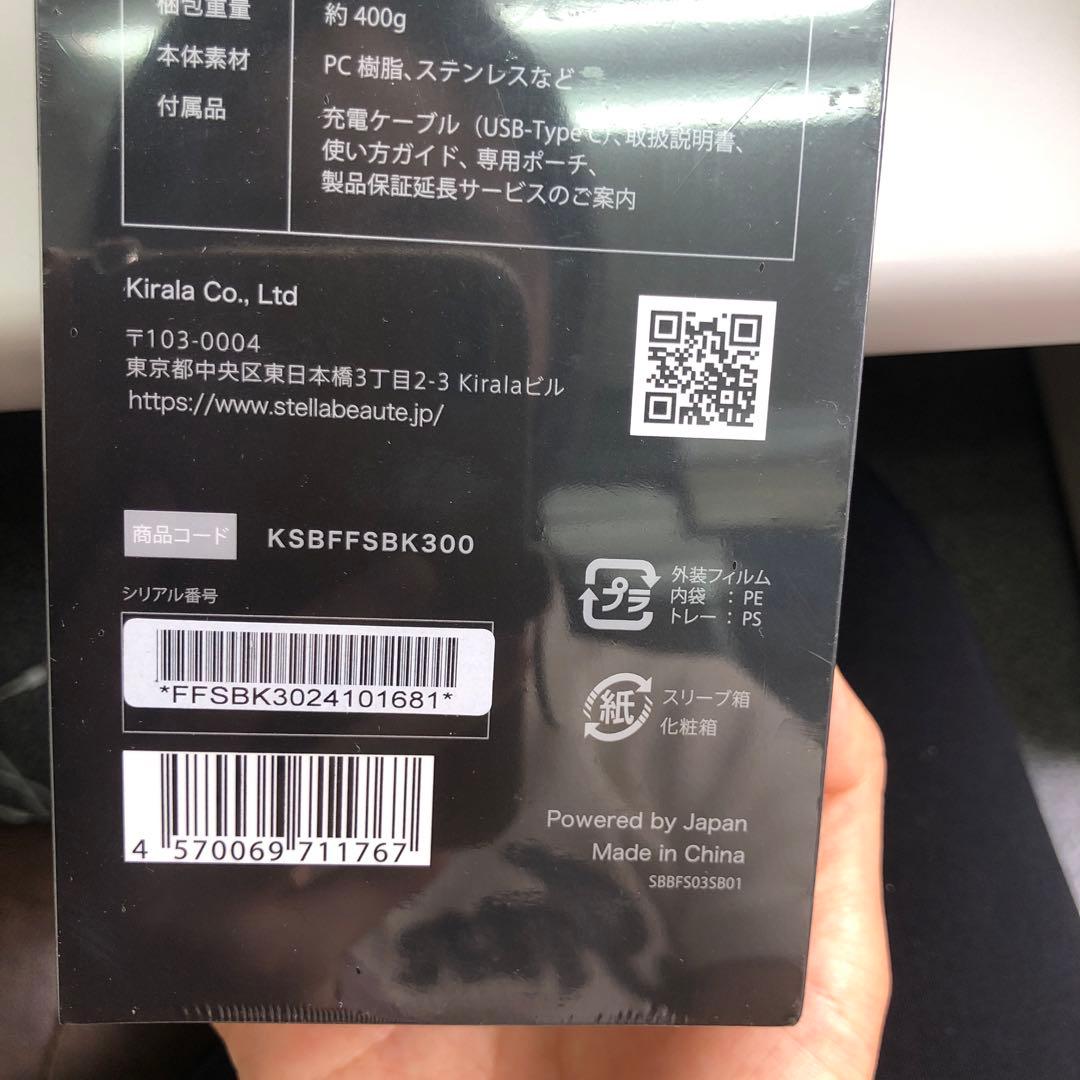 梱包重量 約 400g
本体素材 PC 樹脂、ステンレスなど
付属品 充電ケーブル（USB-Type C）、取扱説明書、
使い方ガイド、専用ポーチ、
製品保証延長サービスのご案内
Kirala Co., Ltd
〒103-0004
東京都中央区東日本橋3丁目2-3 Kiralaビル
https://www.stellabeaute.jp/
商品コード KSBFFSBK300
シリアル番号
*FFSBK3024101681*
4 570069 711767
プラ
外装フィルム
内袋 : PE
トレー : PS
紙
スリーブ箱
化粧箱
Powered by Japan
Made in China
SBBFS03SB01